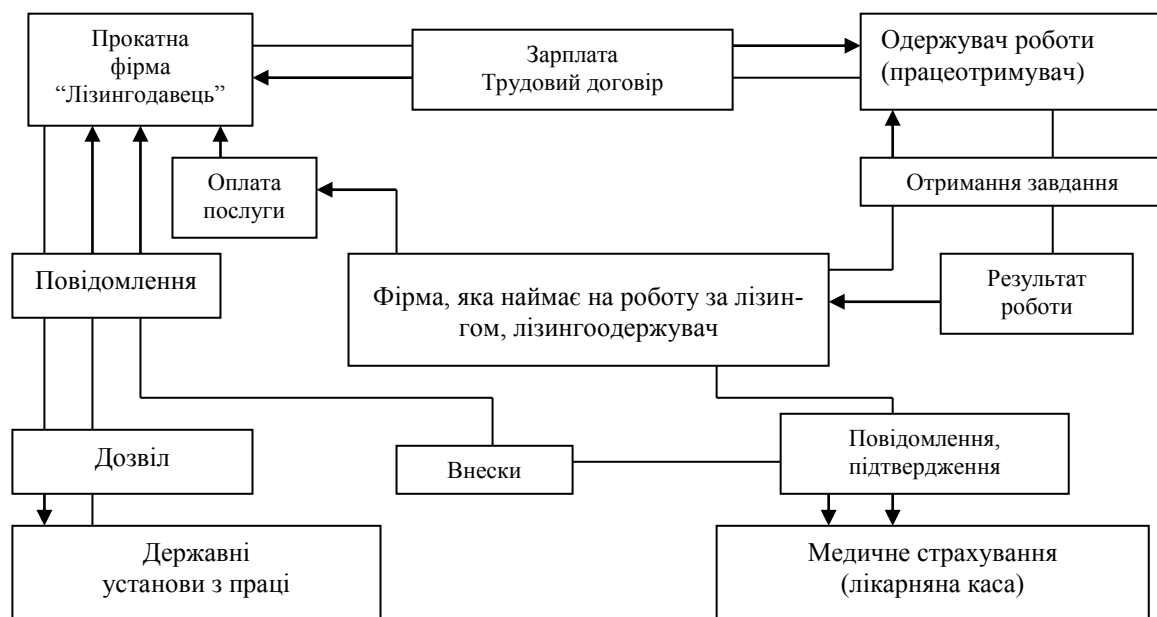 Прокатна
фірма
“Лізингодавець”
Зарплата
Трудовий договір
Одержувач роботи
(працеотримувач)
Оплата
послуги
Отримання завдання
Повідомлення
Фірма, яка наймає на роботу за лізин-
гом, лізингоодержувач
Результат
роботи
Дозвіл
Внески
Повідомлення,
підтвердження
Державні
установи з праці
Медичне страхування
(лікарняна каса)